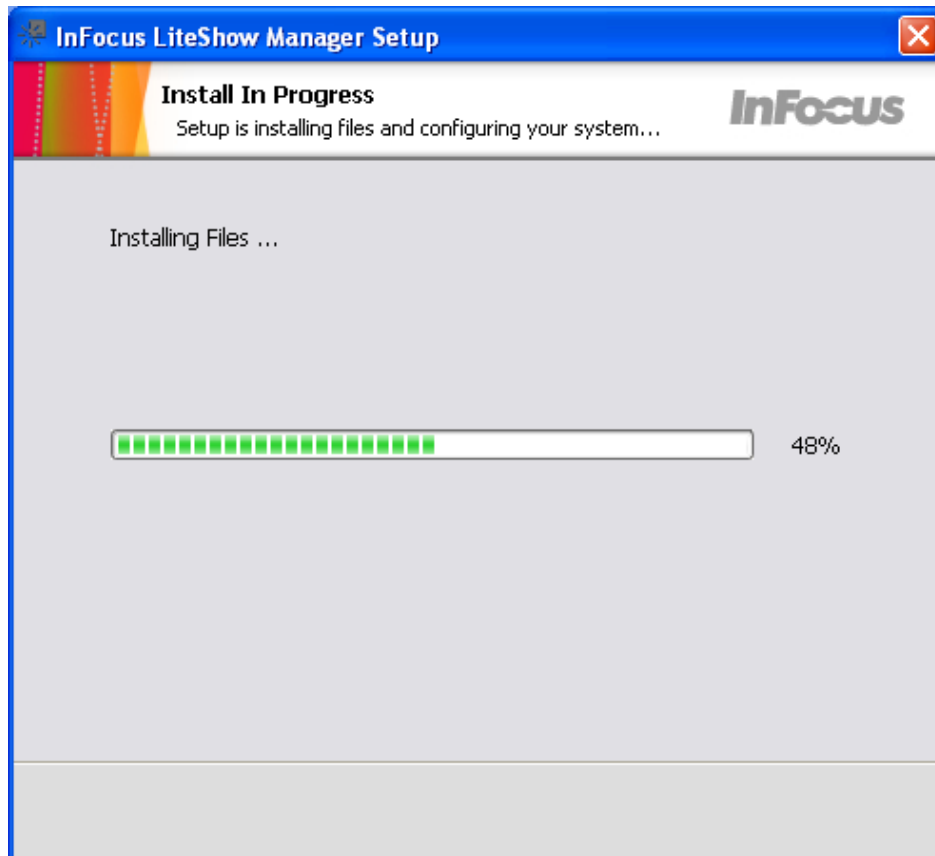 InFocus LiteShow Manager Setup
Install In Progress
Setup is installing files and configuring your system...
InFocus
Installing Files ...
48%